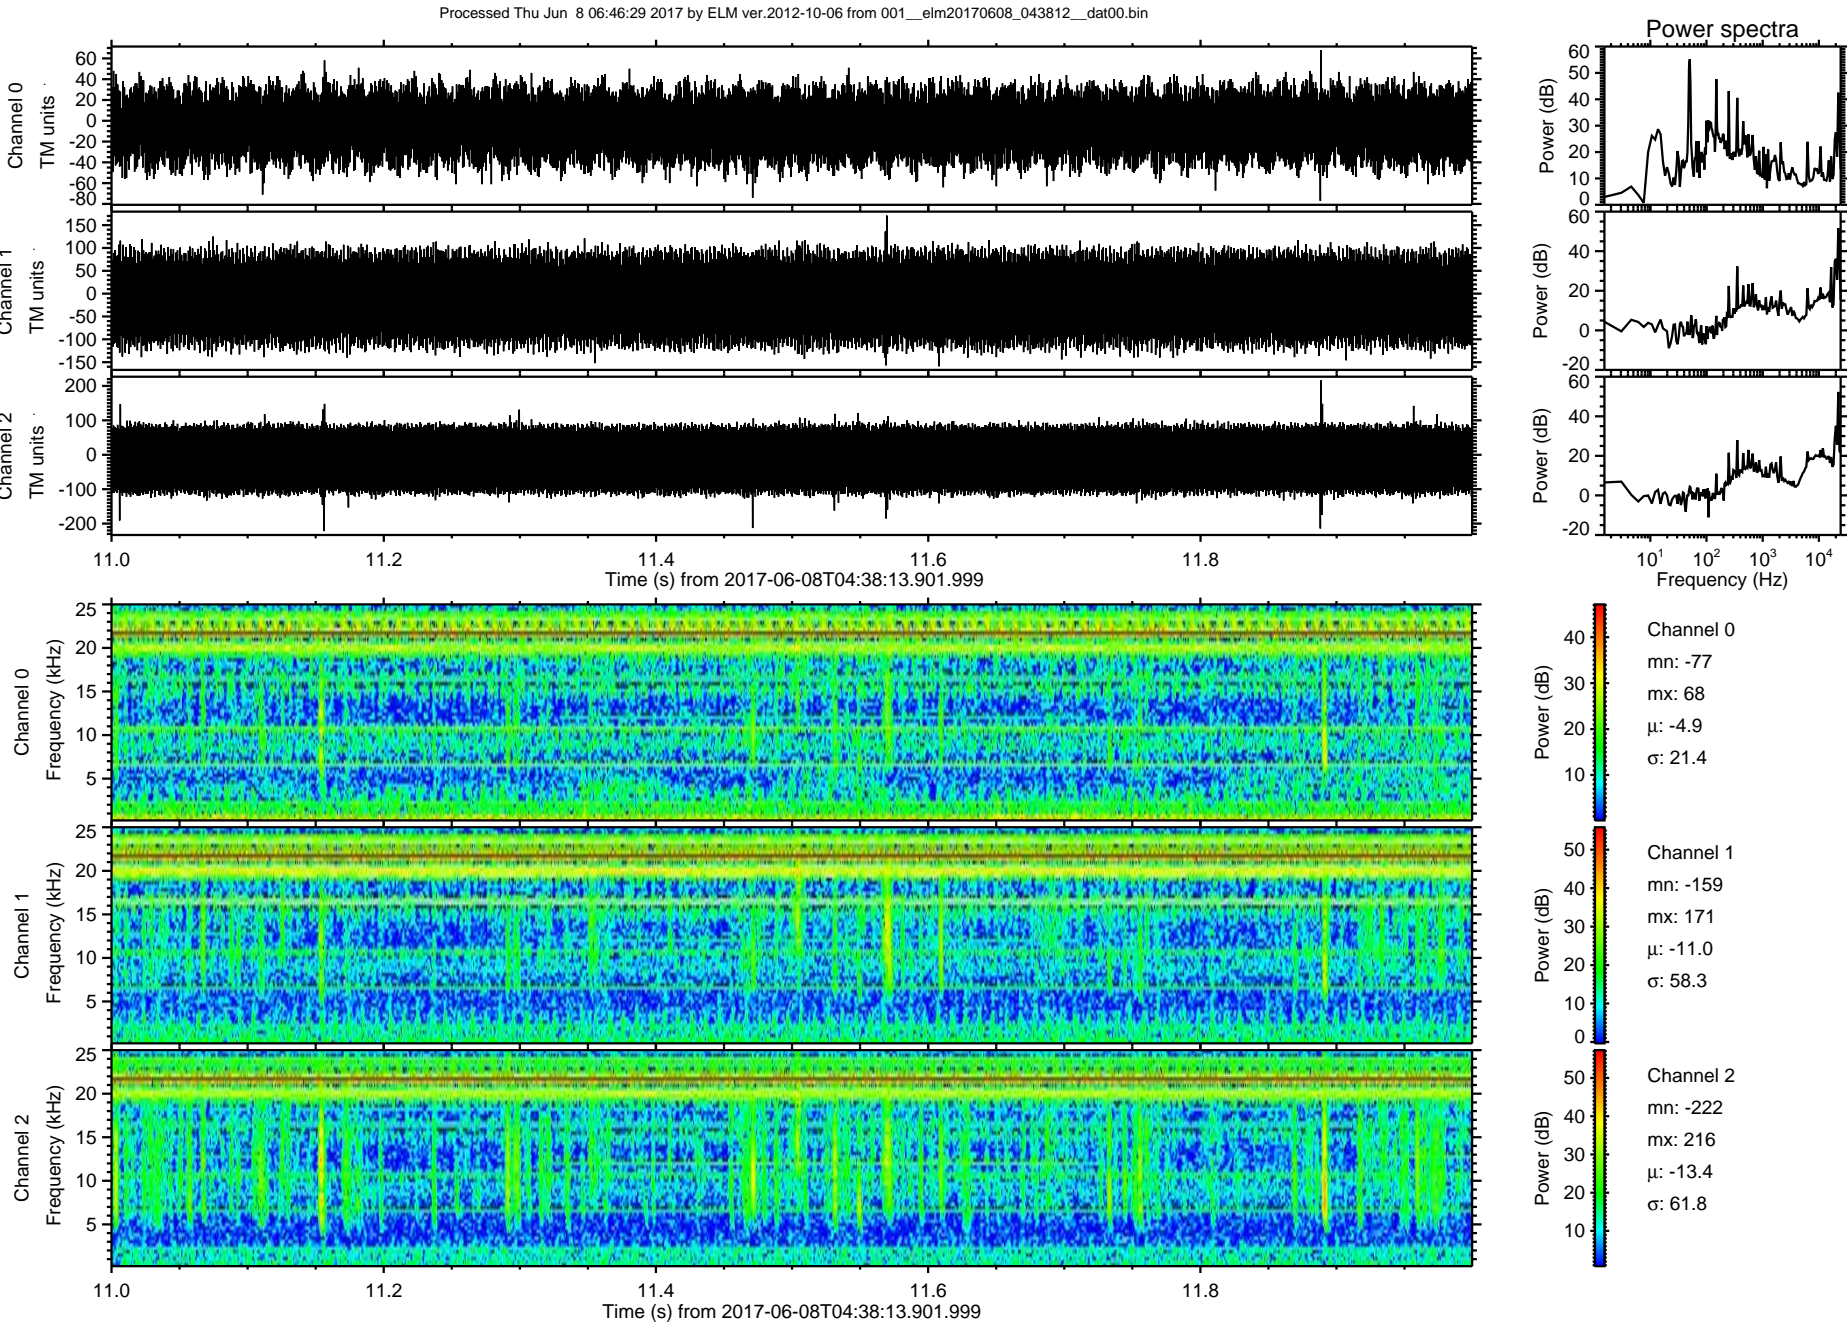 Processed Thu Jun  8 06:46:29 2017 by ELM ver.2012-10-06 from 001__elm20170608_043812__dat00.bin
Power spectra
Channel 0
TM units
60
40
20
0
-20
-40
-60
-80
Power (dB)
60
50
40
30
20
10
0
Channel 1
TM units
150
100
50
0
-50
-100
-150
Power (dB)
60
40
20
0
-20
Channel 2
TM units
200
100
0
-100
-200
Power (dB)
60
40
20
0
-20
11.0 11.2 11.4 11.6 11.8
Time (s) from 2017-06-08T04:38:13.901.999
10^1 10^2 10^3 10^4
Frequency (Hz)
Channel 0
Frequency (kHz)
25
20
15
10
5
Power (dB)
40
30
20
10
Channel 0
mn: -77
mx: 68
μ: -4.9
σ: 21.4
Channel 1
Frequency (kHz)
25
20
15
10
5
Power (dB)
50
40
30
20
10
0
Channel 1
mn: -159
mx: 171
μ: -11.0
σ: 58.3
Channel 2
Frequency (kHz)
25
20
15
10
5
Power (dB)
50
40
30
20
10
Channel 2
mn: -222
mx: 216
μ: -13.4
σ: 61.8
11.0 11.2 11.4 11.6 11.8
Time (s) from 2017-06-08T04:38:13.901.999